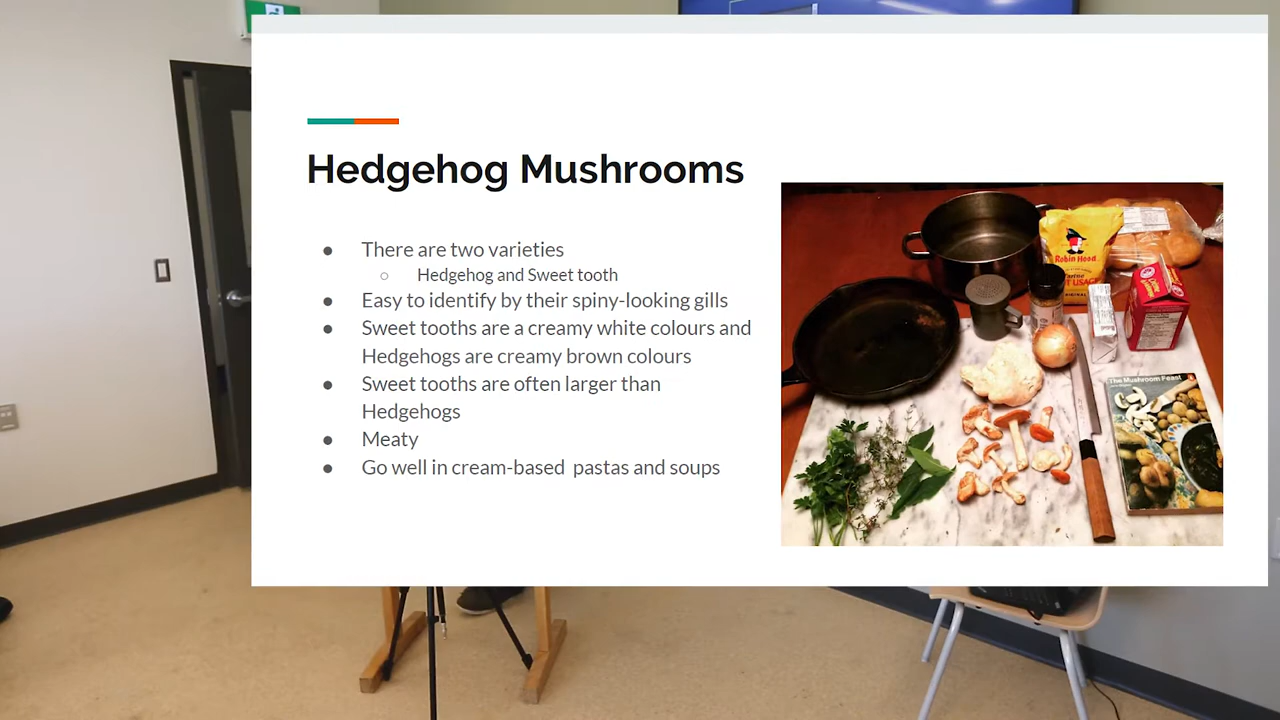 Hedgehog Mushrooms
● There are two varieties
○ Hedgehog and Sweet tooth
● Easy to identify by their spiny-looking gills
● Sweet tooths are a creamy white colours and
Hedgehogs are creamy brown colours
● Sweet tooths are often larger than
Hedgehogs
● Meaty
● Go well in cream-based pastas and soups
Robin Hood
The Mushroom Feast